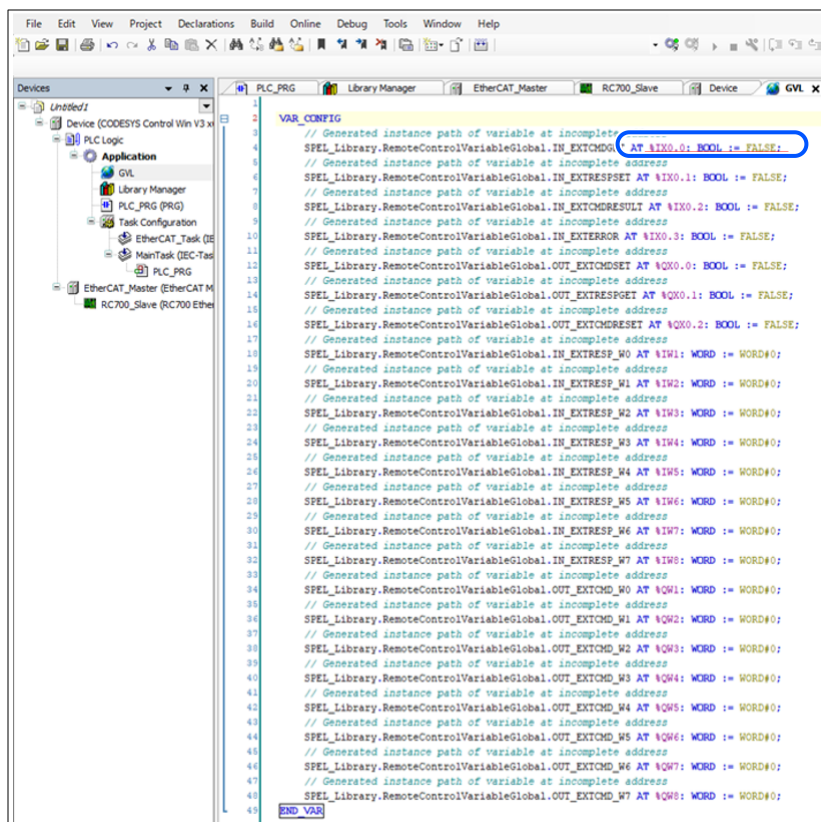 File Edit View Project Declarations Build Online Debug Tools Window Help
Devices
Untitled1
Device (CODESYS Control Win V3 x
PLC Logic
Application
GVL
Library Manager
PLC_PRG (PRG)
Task Configuration
EtherCAT_Task (IE
MainTask (IEC-Tas
PLC_PRG
EtherCAT_Master (EtherCAT M
RC700_Slave (RC700 Ether
PLC_PRG Library Manager EtherCAT_Master RC700_Slave Device GVL
1
2 VAR_CONFIG
3 // Generated instance path of variable at incomplete
4 SPEL_Library.RemoteControlVariableGlobal. AT %IX0.0: BOOL := FALSE;
5 // Generated instance path of variable at incomplete address
6 SPEL_Library.RemoteControlVariableGlobal.IN_EXTRESPSET AT %IX0.1: BOOL := FALSE;
7 // Generated instance path of variable at incomplete address
8 SPEL_Library.RemoteControlVariableGlobal.IN_EXTCMDRESULT AT %IX0.2: BOOL := FALSE;
9 // Generated instance path of variable at incomplete address
10 SPEL_Library.RemoteControlVariableGlobal.IN_EXTERROR AT %IX0.3: BOOL := FALSE;
11 // Generated instance path of variable at incomplete address
12 SPEL_Library.RemoteControlVariableGlobal.OUT_EXTCMDSET AT %QX0.0: BOOL := FALSE;
13 // Generated instance path of variable at incomplete address
14 SPEL_Library.RemoteControlVariableGlobal.OUT_EXTRESPGET AT %QX0.1: BOOL := FALSE;
15 // Generated instance path of variable at incomplete address
16 SPEL_Library.RemoteControlVariableGlobal.OUT_EXTCMDRESET AT %QX0.2: BOOL := FALSE;
17 // Generated instance path of variable at incomplete address
18 SPEL_Library.RemoteControlVariableGlobal.IN_EXTRESP_W0 AT %IW1: WORD := WORD#0;
19 // Generated instance path of variable at incomplete address
20 SPEL_Library.RemoteControlVariableGlobal.IN_EXTRESP_W1 AT %IW2: WORD := WORD#0;
21 // Generated instance path of variable at incomplete address
22 SPEL_Library.RemoteControlVariableGlobal.IN_EXTRESP_W2 AT %IW3: WORD := WORD#0;
23 // Generated instance path of variable at incomplete address
24 SPEL_Library.RemoteControlVariableGlobal.IN_EXTRESP_W3 AT %IW4: WORD := WORD#0;
25 // Generated instance path of variable at incomplete address
26 SPEL_Library.RemoteControlVariableGlobal.IN_EXTRESP_W4 AT %IW5: WORD := WORD#0;
27 // Generated instance path of variable at incomplete address
28 SPEL_Library.RemoteControlVariableGlobal.IN_EXTRESP_W5 AT %IW6: WORD := WORD#0;
29 // Generated instance path of variable at incomplete address
30 SPEL_Library.RemoteControlVariableGlobal.IN_EXTRESP_W6 AT %IW7: WORD := WORD#0;
31 // Generated instance path of variable at incomplete address
32 SPEL_Library.RemoteControlVariableGlobal.IN_EXTRESP_W7 AT %IW8: WORD := WORD#0;
33 // Generated instance path of variable at incomplete address
34 SPEL_Library.RemoteControlVariableGlobal.OUT_EXTCMD_W0 AT %QW1: WORD := WORD#0;
35 // Generated instance path of variable at incomplete address
36 SPEL_Library.RemoteControlVariableGlobal.OUT_EXTCMD_W1 AT %QW2: WORD := WORD#0;
37 // Generated instance path of variable at incomplete address
38 SPEL_Library.RemoteControlVariableGlobal.OUT_EXTCMD_W2 AT %QW3: WORD := WORD#0;
39 // Generated instance path of variable at incomplete address
40 SPEL_Library.RemoteControlVariableGlobal.OUT_EXTCMD_W3 AT %QW4: WORD := WORD#0;
41 // Generated instance path of variable at incomplete address
42 SPEL_Library.RemoteControlVariableGlobal.OUT_EXTCMD_W4 AT %QW5: WORD := WORD#0;
43 // Generated instance path of variable at incomplete address
44 SPEL_Library.RemoteControlVariableGlobal.OUT_EXTCMD_W5 AT %QW6: WORD := WORD#0;
45 // Generated instance path of variable at incomplete address
46 SPEL_Library.RemoteControlVariableGlobal.OUT_EXTCMD_W6 AT %QW7: WORD := WORD#0;
47 // Generated instance path of variable at incomplete address
48 SPEL_Library.RemoteControlVariableGlobal.OUT_EXTCMD_W7 AT %QW8: WORD := WORD#0;
49 END_VAR